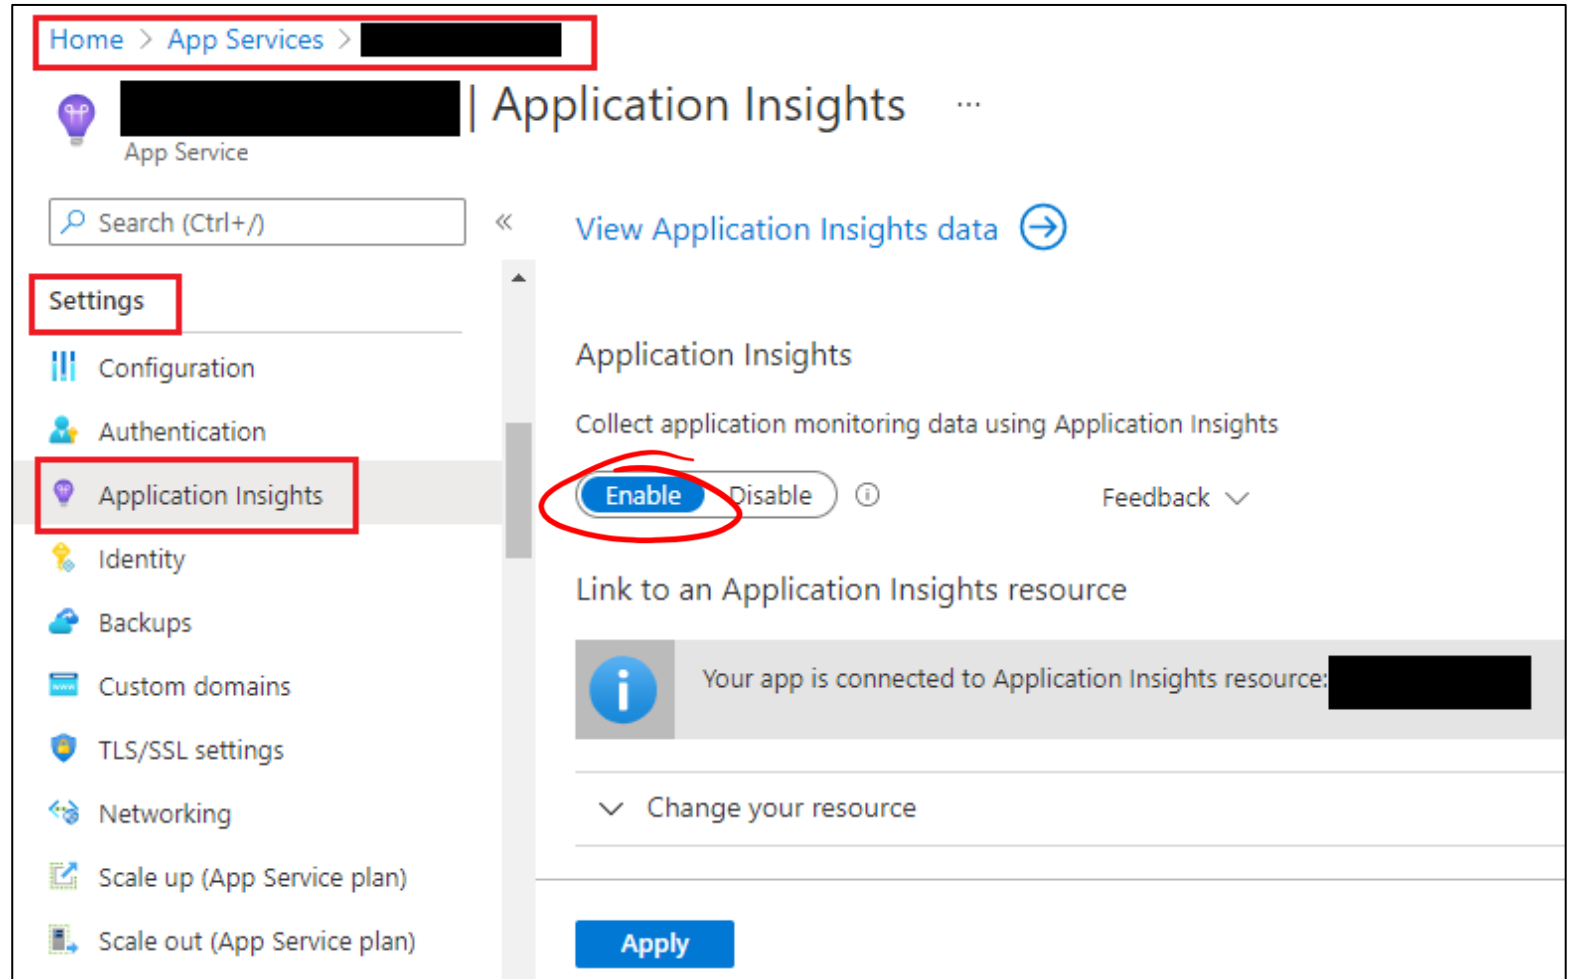 Home > App Services >
| Application Insights ...
App Service
Search (Ctrl+/) «
View Application Insights data
Settings
Configuration
Authentication
Application Insights
Identity
Backups
Custom domains
TLS/SSL settings
Networking
Scale up (App Service plan)
Scale out (App Service plan)
Application Insights
Collect application monitoring data using Application Insights
Enable Disable Feedback
Link to an Application Insights resource
Your app is connected to Application Insights resource:
Change your resource
Apply